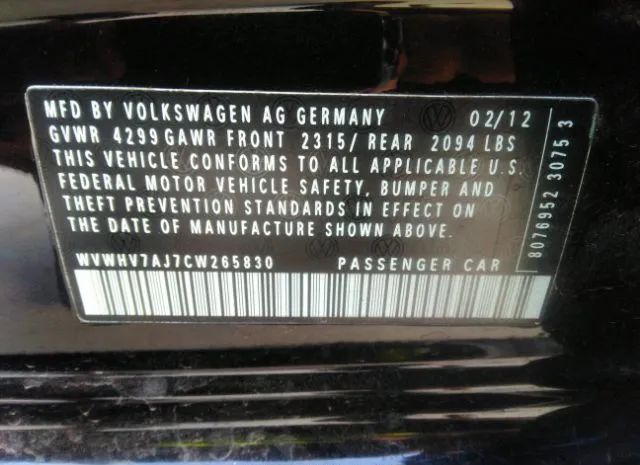 MFD BY VOLKSWAGEN AG GERMANY 02/12
GVWR 4299 GAWR FRONT 2315/ REAR 2094 LBS
THIS VEHICLE CONFORMS TO ALL APPLICABLE U.S.
FEDERAL MOTOR VEHICLE SAFETY, BUMPER AND
THEFT PREVENTION STANDARDS IN EFFECT ON
THE DATE OF MANUFACTURE SHOWN ABOVE.
WVWHV7AJ7CW265830 PASSENGER CAR
8076952 30753